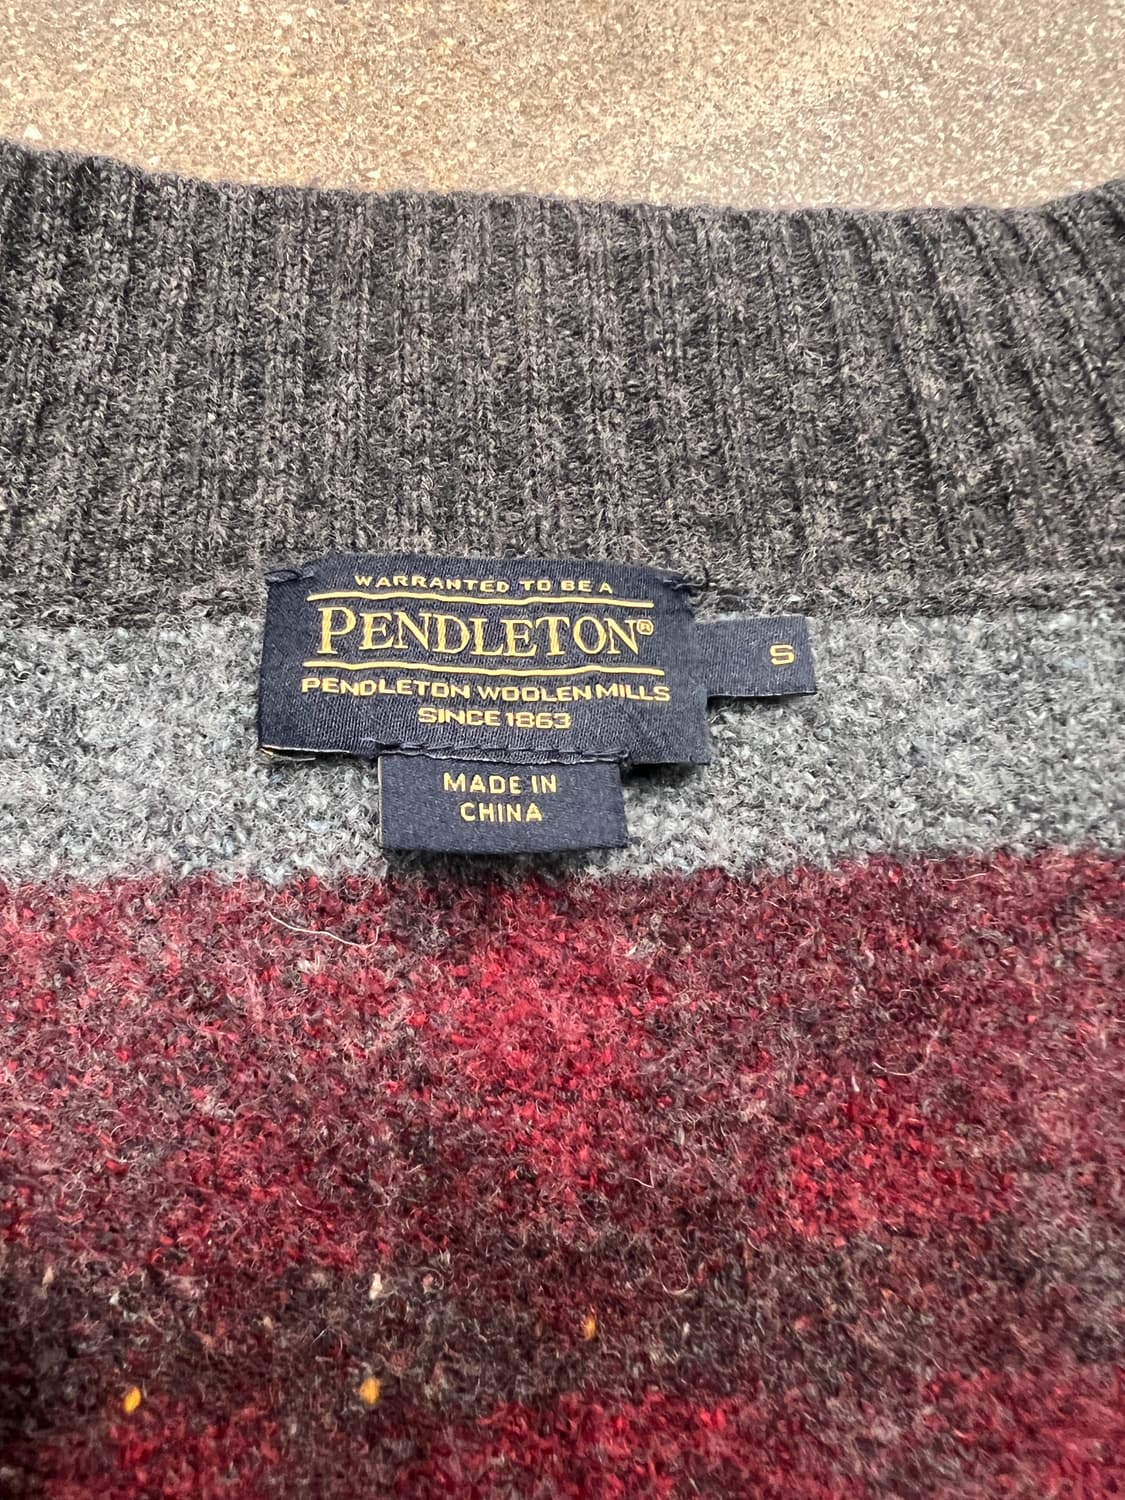 WARRANTED TO BE A
PENDLETON®
PENDLETON WOOLEN MILLS
SINCE 1863
S
MADE IN
CHINA